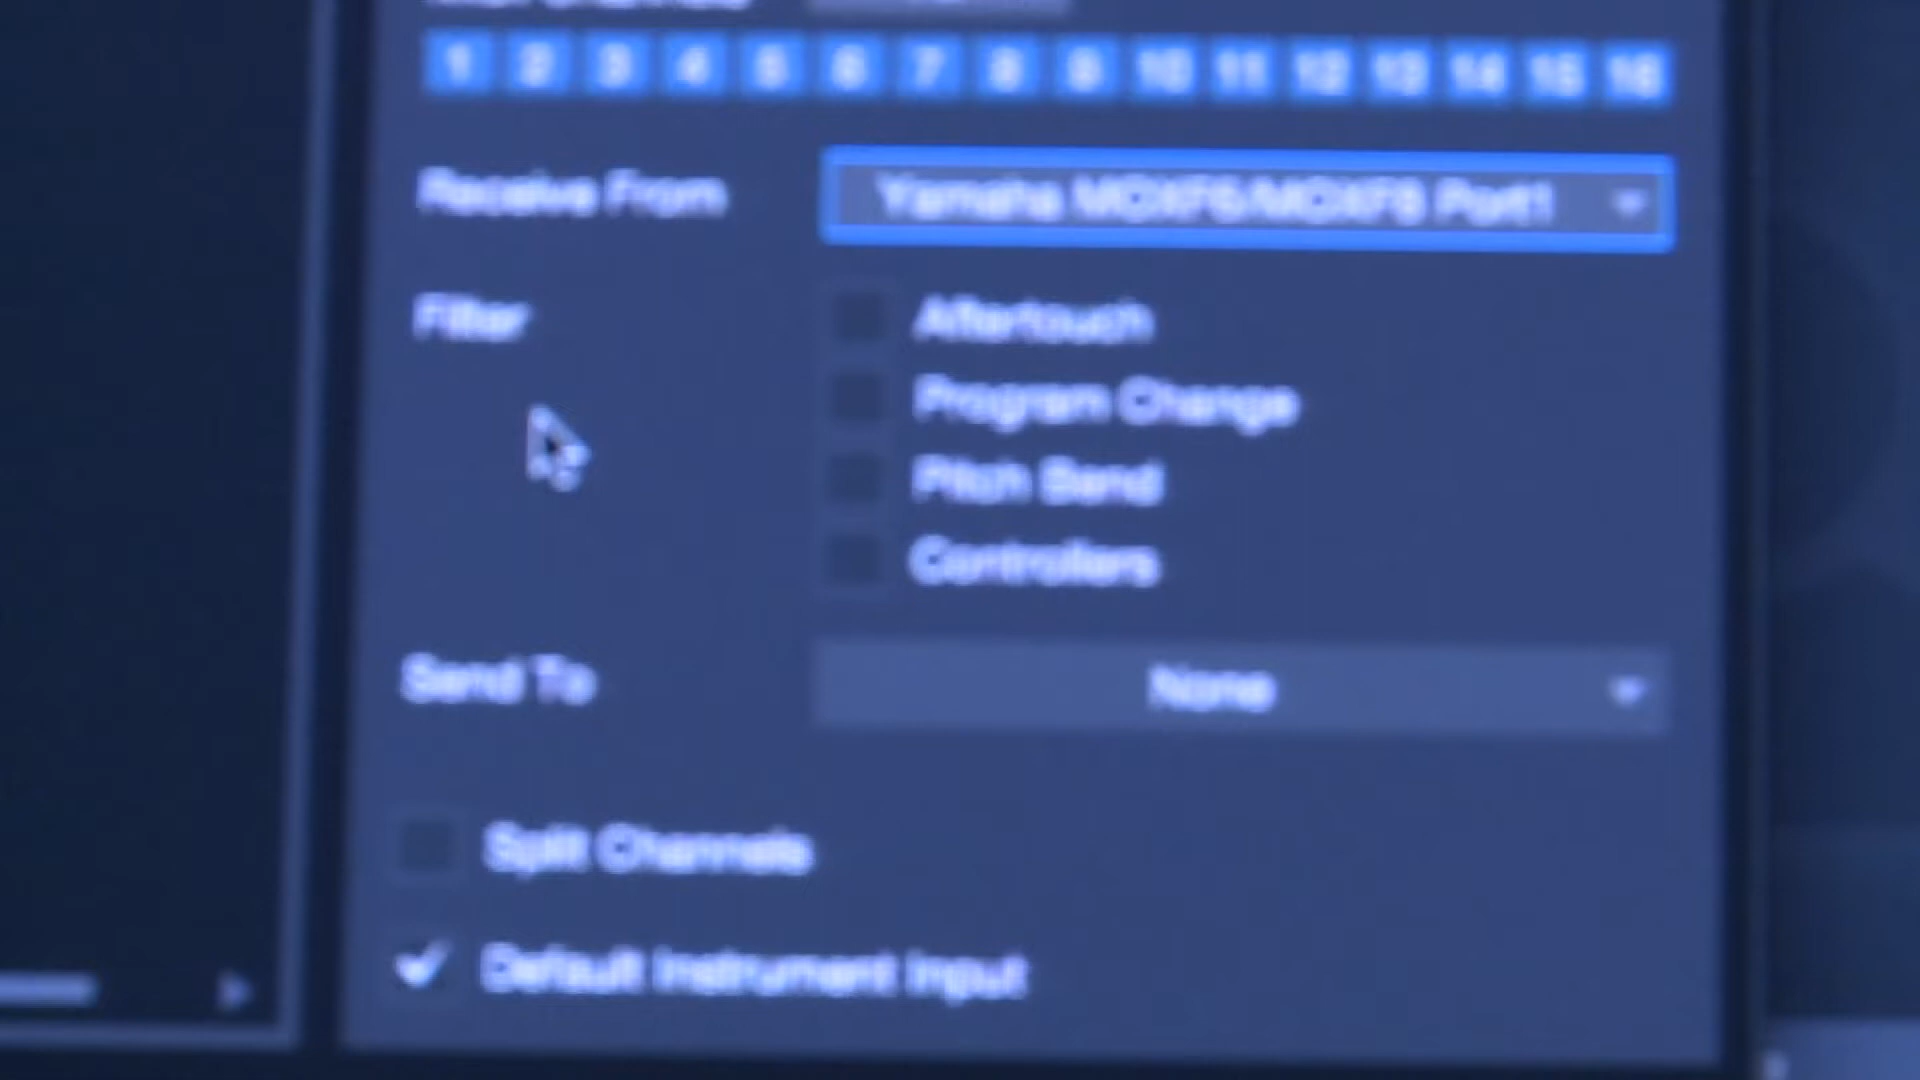 1 2 3 4 5 6 7 8 9 10 11 12 13 14 15 16
Receive From Yamaha MOXF6/MOXF8 Port1
Filter Aftertouch
Program Change
Pitch Bend
Controllers
Send To None
Split Channels
Default Instrument Input